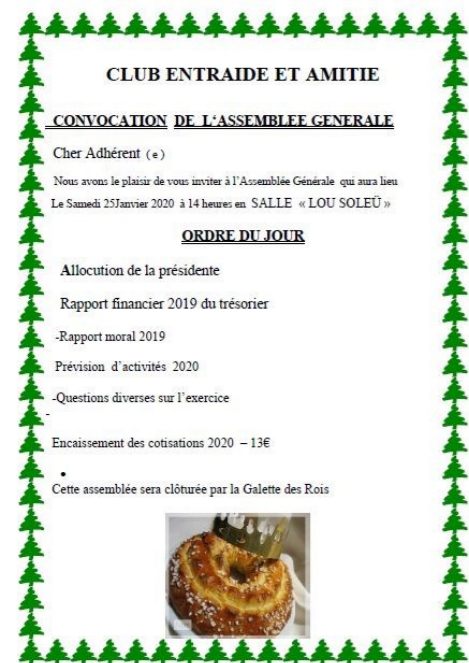 CLUB ENTRAIDE ET AMITIE
CONVOCATION DE L'ASSEMBLEE GENERALE
Cher Adhérent (e)
Nous avons le plaisir de vous inviter à l'Assemblée Générale qui aura lieu
Le Samedi 25Janvier 2020 à 14 heures en SALLE « LOU SOLEÜ »
ORDRE DU JOUR
Allocution de la présidente
Rapport financier 2019 du trésorier
-Rapport moral 2019
Prévision d'activités 2020
-Questions diverses sur l'exercice
-
Encaissement des cotisations 2020 – 13€
•
Cette assemblée sera clôturée par la Galette des Rois